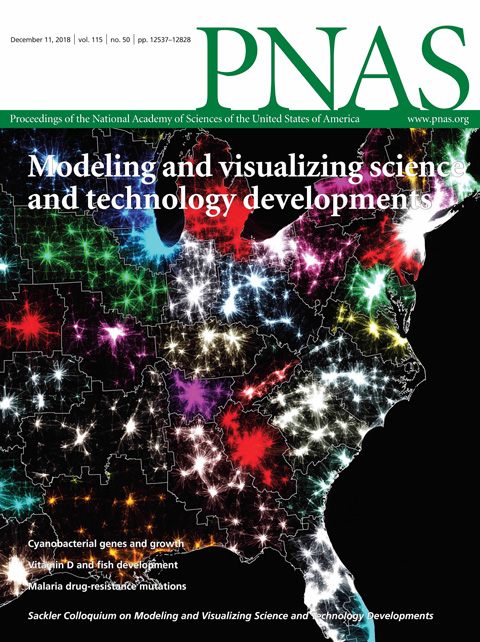 December 11, 2018 | vol. 115 | no. 50 | pp. 12537–12828
PNAS
Proceedings of the National Academy of Sciences of the United States of America www.pnas.org
Modeling and visualizing science
and technology developments
Cyanobacterial genes and growth
Vitamin D and fish development
Malaria drug-resistance mutations
Sackler Colloquium on Modeling and Visualizing Science and Technology Developments